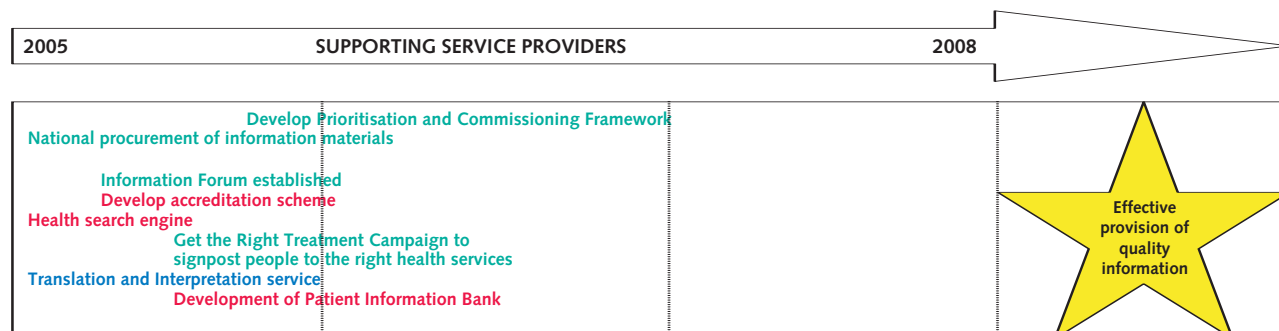 2005 SUPPORTING SERVICE PROVIDERS 2008
Develop Prioritisation and Commissioning Framework
National procurement of information materials
Information Forum established
Develop accreditation scheme
Health search engine
Get the Right Treatment Campaign to
signpost people to the right health services
Translation and Interpretation service
Development of Patient Information Bank
Effective
provision of
quality
information